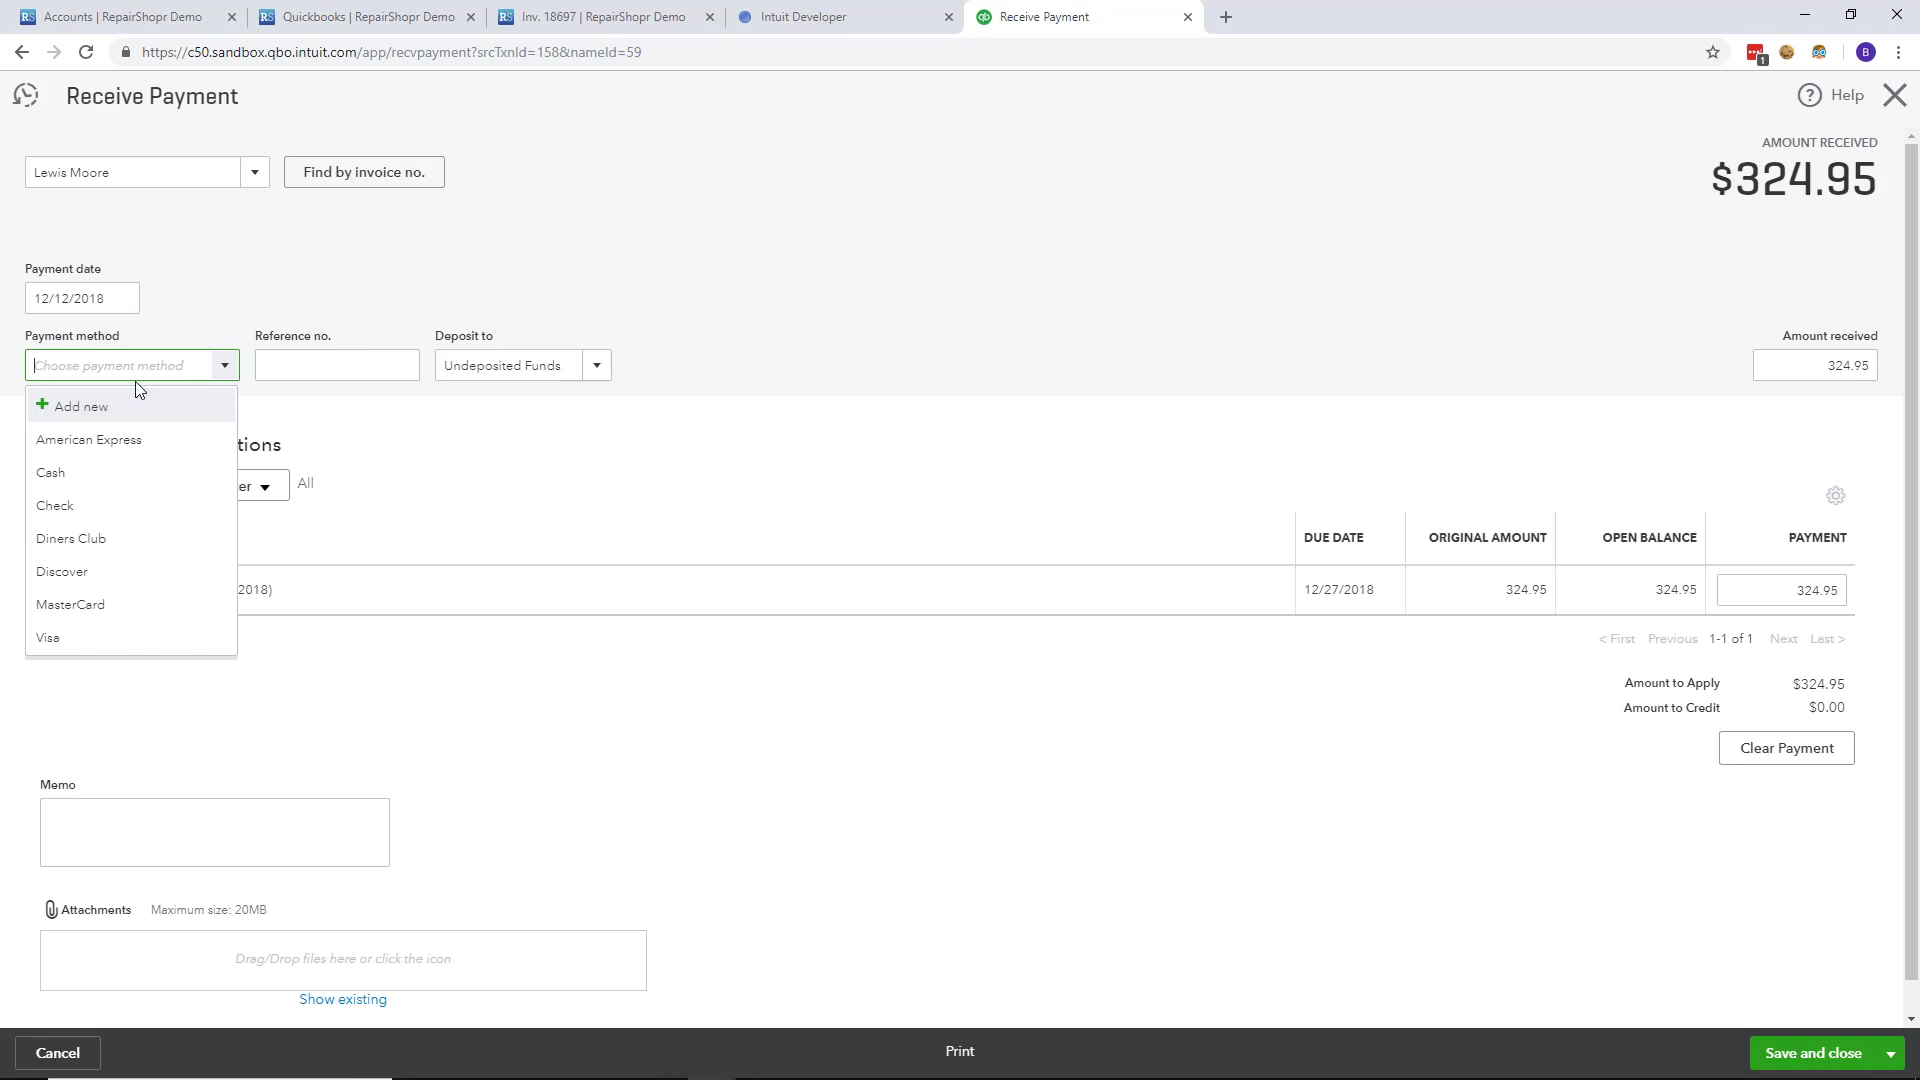 Accounts | RepairShopr Demo
Quickbooks | RepairShopr Demo
Inv. 18697 | RepairShopr Demo
Intuit Developer
Receive Payment
https://c50.sandbox.qbo.intuit.com/app/recvpayment?srcTxnId=158&nameId=59
1
B
Receive Payment
Help
AMOUNT RECEIVED
$324.95
Lewis Moore
Find by invoice no.
Payment date
12/12/2018
Payment method
Reference no.
Deposit to
Amount received
Choose payment method
Undeposited Funds
324.95
Add new
American Express
Cash
Check
Diners Club
Discover
MasterCard
Visa
tions
er
All
DUE DATE
ORIGINAL AMOUNT
OPEN BALANCE
PAYMENT
2018)
12/27/2018
324.95
324.95
324.95
< First Previous 1-1 of 1 Next Last >
Amount to Apply $324.95
Amount to Credit $0.00
Clear Payment
Memo
Attachments Maximum size: 20MB
Drag/Drop files here or click the icon
Show existing
Cancel
Print
Save and close